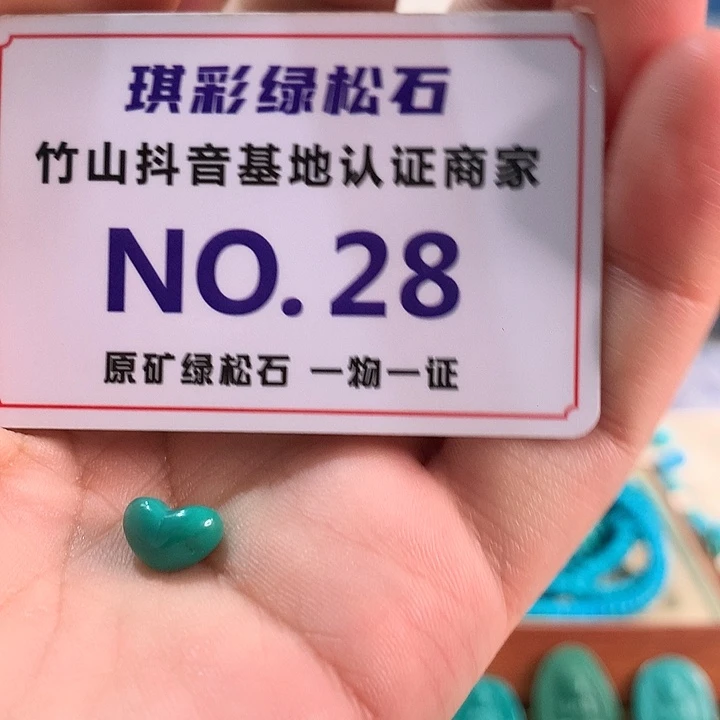 琪彩绿松石
竹山抖音基地认证商家
NO. 28
原矿绿松石 一物一证